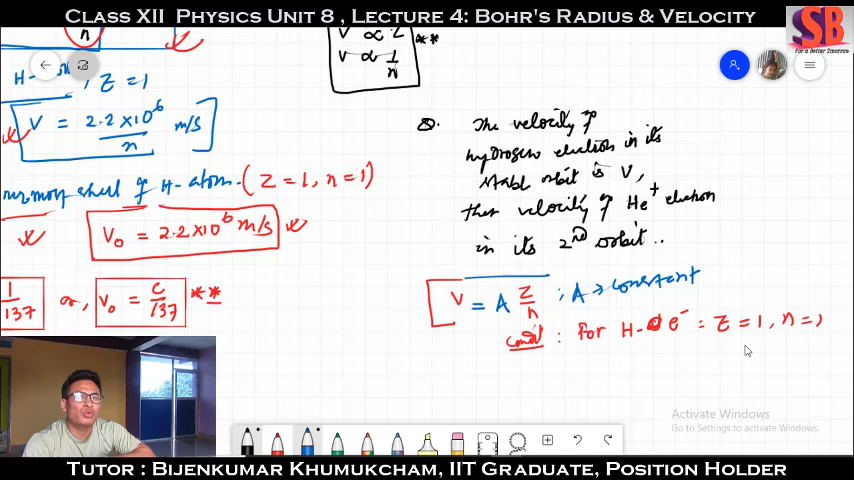 CLASS XII PHYSICS UNIT 8 , LECTURE 4: BOHR'S RADIUS & VELOCITY
SB
For a Better 2morrow
n
V ∝ Z **
V ∝ 1/n
Z = 1
V = 2.2×10⁶/n m/s
shell of H-atom. (Z = 1, n = 1)
V₀ = 2.2×10⁶ m/s
1/137 or, V₀ = c/137 **
Q. The velocity of
hydrogen electron in its
orbit is V,
then velocity of He⁺ electron
in its 2nd orbit..
V = A Z/n ; A → constant
: For H- e⁻ : Z = 1, n = 1
Activate Windows
Go to Settings to activate Windows.
TUTOR : BIJENKUMAR KHUMUKCHAM, IIT GRADUATE, POSITION HOLDER